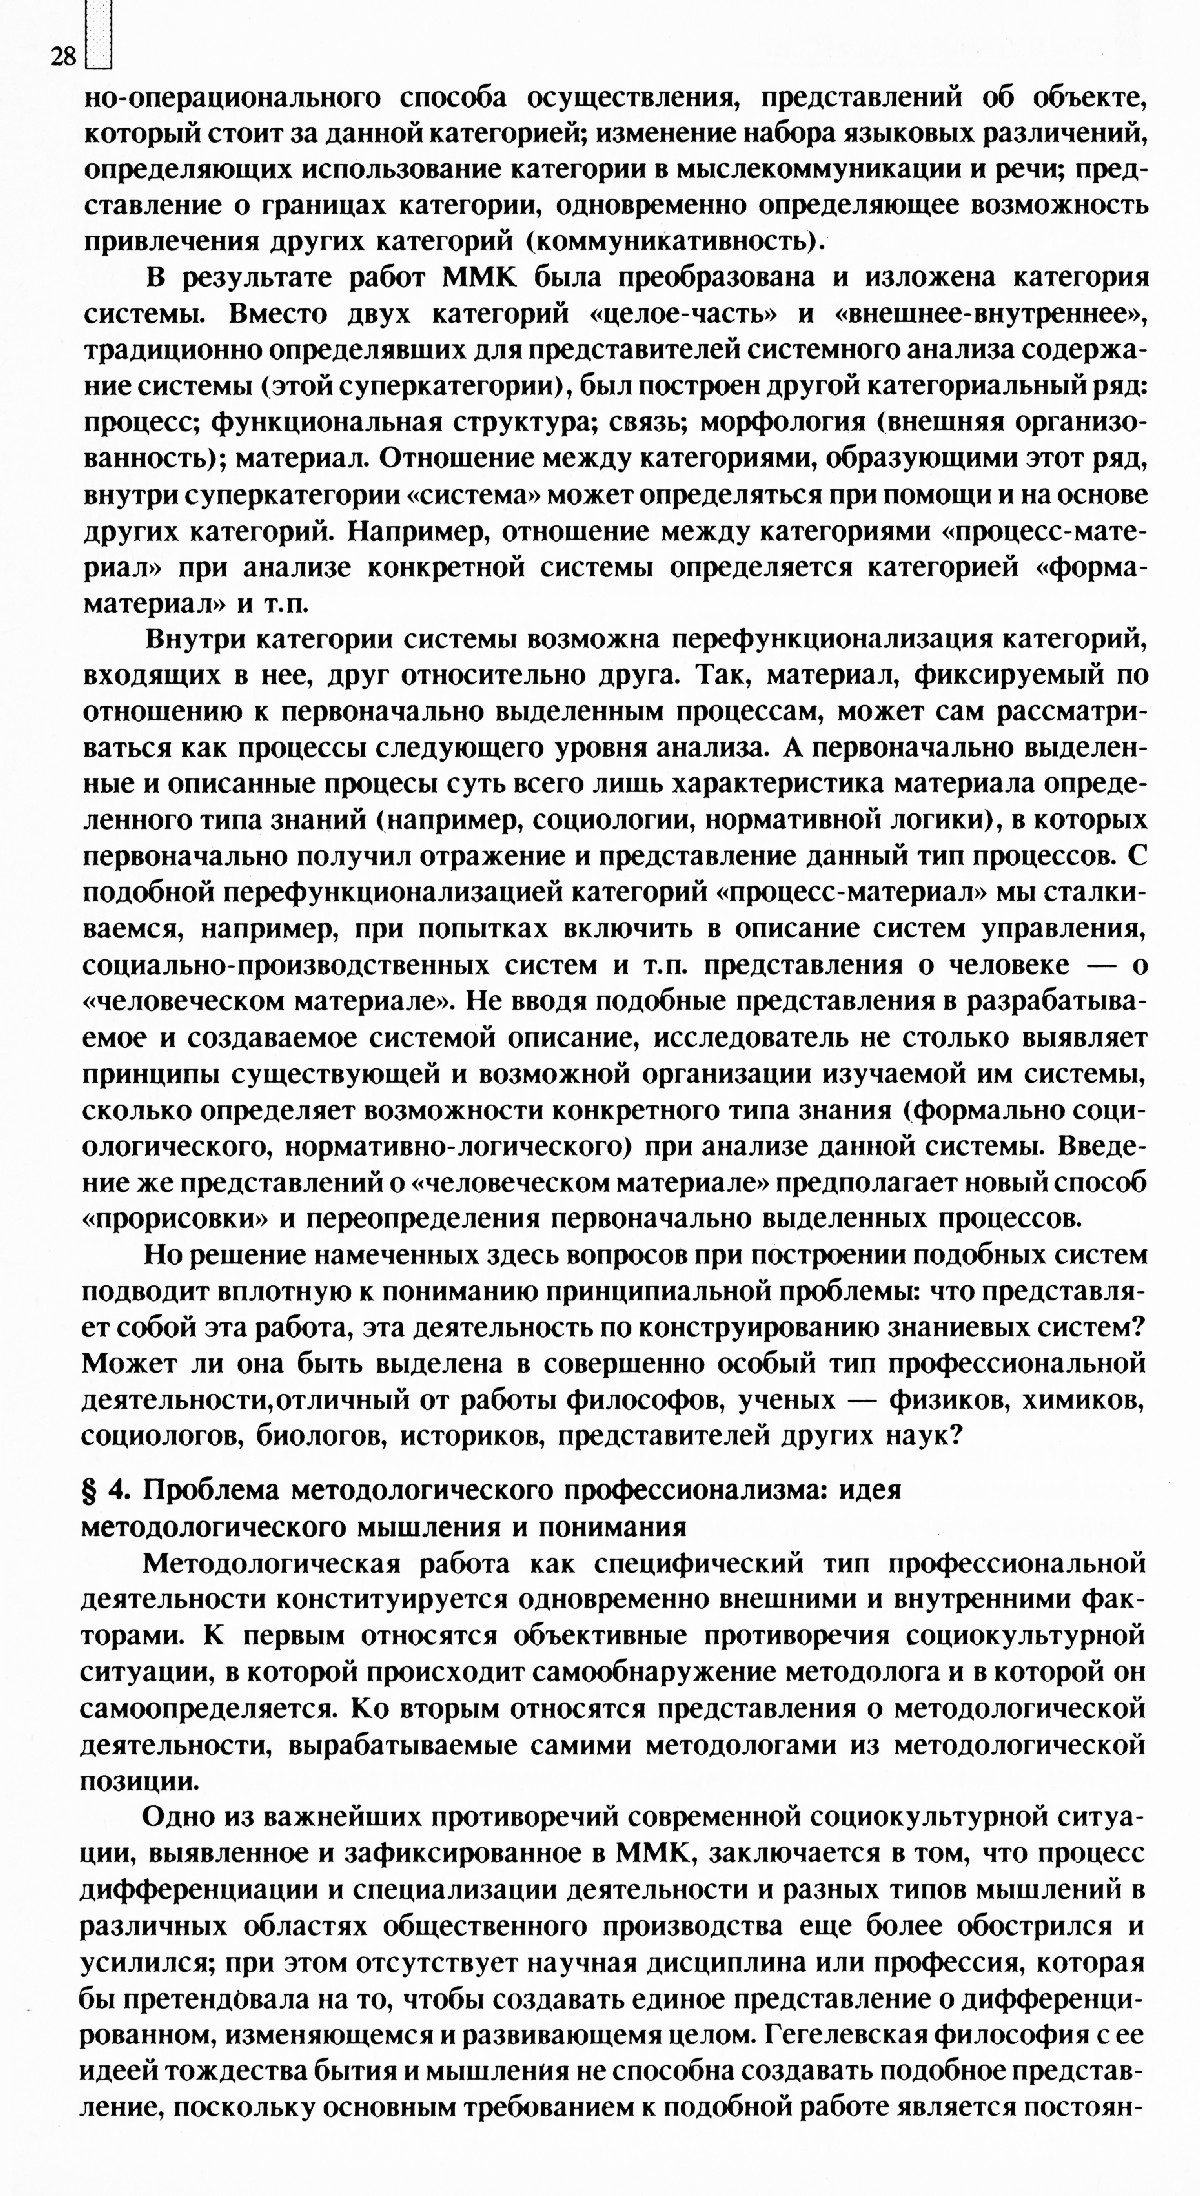 28
но-операционального способа осуществления, представлений об объекте,
который стоит за данной категорией; изменение набора языковых различений,
определяющих использование категории в мыслекоммуникации и речи; пред-
ставление о границах категории, одновременно определяющее возможность
привлечения других категорий (коммуникативность).
В результате работ ММК была преобразована и изложена категория
системы. Вместо двух категорий «целое-часть» и «внешнее-внутреннее»,
традиционно определявших для представителей системного анализа содержа-
ние системы (этой суперкатегории), был построен другой категориальный ряд:
процесс; функциональная структура; связь; морфология (внешняя организо-
ванность); материал. Отношение между категориями, образующими этот ряд,
внутри суперкатегории «система» может определяться при помощи и на основе
других категорий. Например, отношение между категориями «процесс-мате-
риал» при анализе конкретной системы определяется категорией «форма-
материал» и т.п.
Внутри категории системы возможна перефункционализация категорий,
входящих в нее, друг относительно друга. Так, материал, фиксируемый по
отношению к первоначально выделенным процессам, может сам рассматри-
ваться как процессы следующего уровня анализа. А первоначально выделен-
ные и описанные процесы суть всего лишь характеристика материала опреде-
ленного типа знаний (например, социологии, нормативной логики), в которых
первоначально получил отражение и представление данный тип процессов. С
подобной перефункционализацией категорий «процесс-материал» мы сталки-
ваемся, например, при попытках включить в описание систем управления,
социально-производственных систем и т.п. представления о человеке — о
«человеческом материале». Не вводя подобные представления в разрабатыва-
емое и создаваемое системой описание, исследователь не столько выявляет
принципы существующей и возможной организации изучаемой им системы,
сколько определяет возможности конкретного типа знания (формально соци-
ологического, нормативно-логического) при анализе данной системы. Введе-
ние же представлений о «человеческом материале» предполагает новый способ
«прорисовки» и переопределения первоначально выделенных процессов.
Но решение намеченных здесь вопросов при построении подобных систем
подводит вплотную к пониманию принципиальной проблемы: что представля-
ет собой эта работа, эта деятельность по конструированию знаниевых систем?
Может ли она быть выделена в совершенно особый тип профессиональной
деятельности,отличный от работы философов, ученых — физиков, химиков,
социологов, биологов, историков, представителей других наук?
§ 4. Проблема методологического профессионализма: идея
методологического мышления и понимания
Методологическая работа как специфический тип профессиональной
деятельности конституируется одновременно внешними и внутренними фак-
торами. К первым относятся объективные противоречия социокультурной
ситуации, в которой происходит самообнаружение методолога и в которой он
самоопределяется. Ко вторым относятся представления о методологической
деятельности, вырабатываемые самими методологами из методологической
позиции.
Одно из важнейших противоречий современной социокультурной ситуа-
ции, выявленное и зафиксированное в ММК, заключается в том, что процесс
дифференциации и специализации деятельности и разных типов мышлений в
различных областях общественного производства еще более обострился и
усилился; при этом отсутствует научная дисциплина или профессия, которая
бы претендовала на то, чтобы создавать единое представление о дифференци-
рованном, изменяющемся и развивающемя целом. Гегелевская философия с ее
идеей тождества бытия и мышления не способна создавать подобное представ-
ление, поскольку основным требованием к подобной работе является постоян-